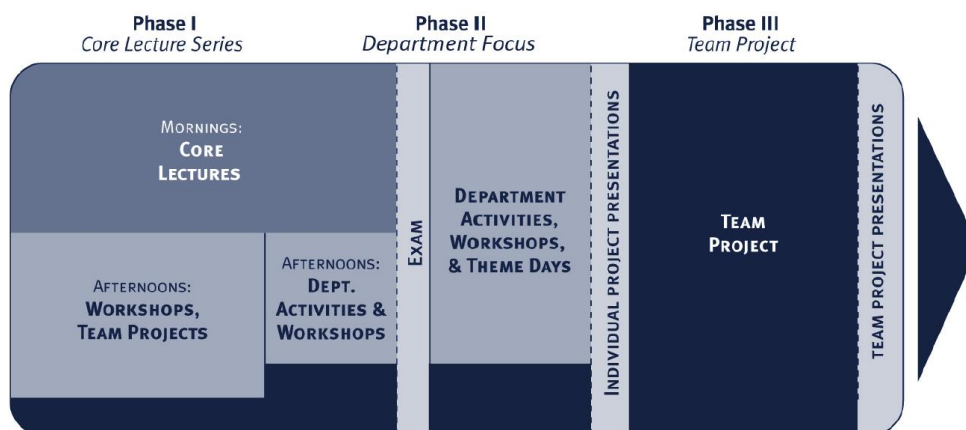 Phase I
Core Lecture Series
Phase II
Department Focus
Phase III
Team Project
MORNINGS:
CORE
LECTURES
AFTERNOONS:
WORKSHOPS,
TEAM PROJECTS
AFTERNOONS:
DEPT.
ACTIVITIES &
WORKSHOPS
EXAM
DEPARTMENT
ACTIVITIES,
WORKSHOPS,
& THEME DAYS
INDIVIDUAL PROJECT PRESENTATIONS
TEAM
PROJECT
TEAM PROJECT PRESENTATIONS